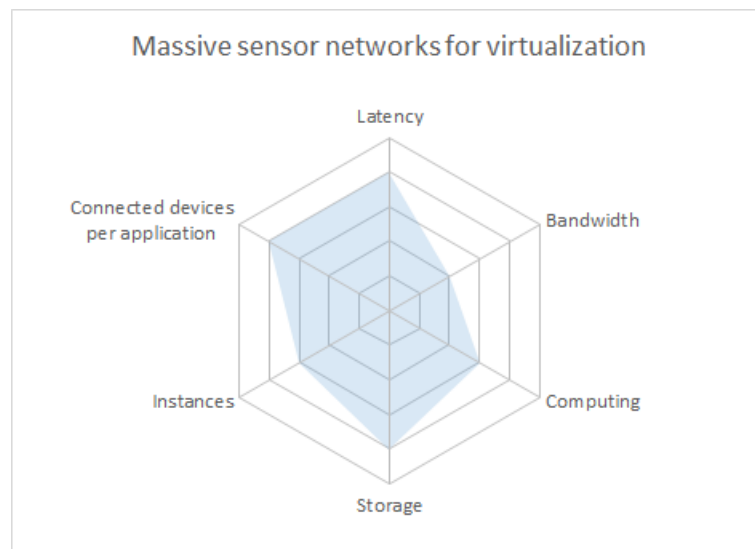 Massive sensor networks for virtualization
Latency
Connected devices
per application
Bandwidth
Instances
Computing
Storage